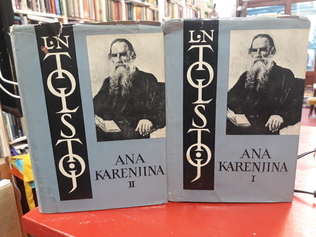 L·N
TOLSTOJ
ANA
KARENJINA
II
L·N
TOLSTOJ
ANA
KARENJINA
I